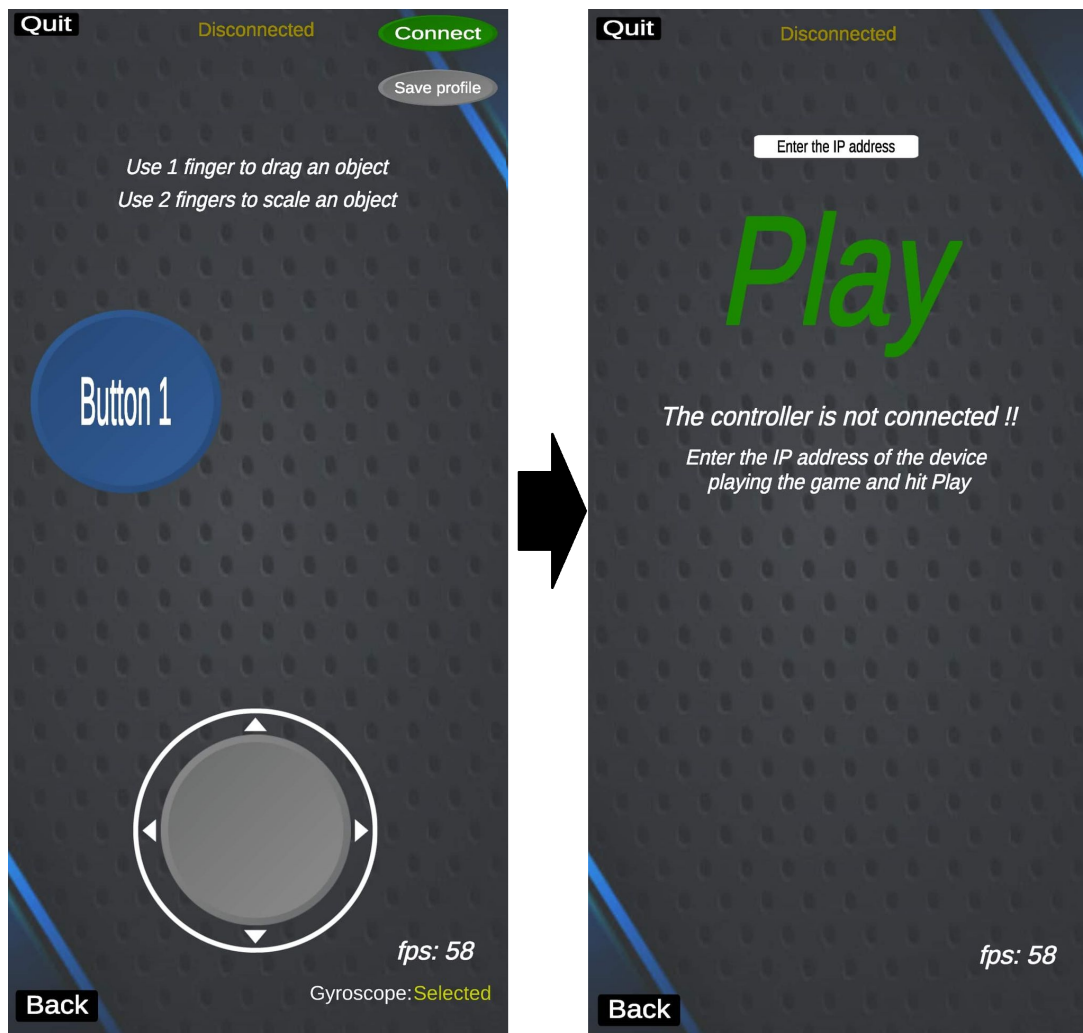 Quit
Disconnected
Connect
Save profile
Use 1 finger to drag an object
Use 2 fingers to scale an object
Button 1
fps: 58
Gyroscope:Selected
Back
Quit
Disconnected
Enter the IP address
Play
The controller is not connected !!
Enter the IP address of the device
playing the game and hit Play
fps: 58
Back